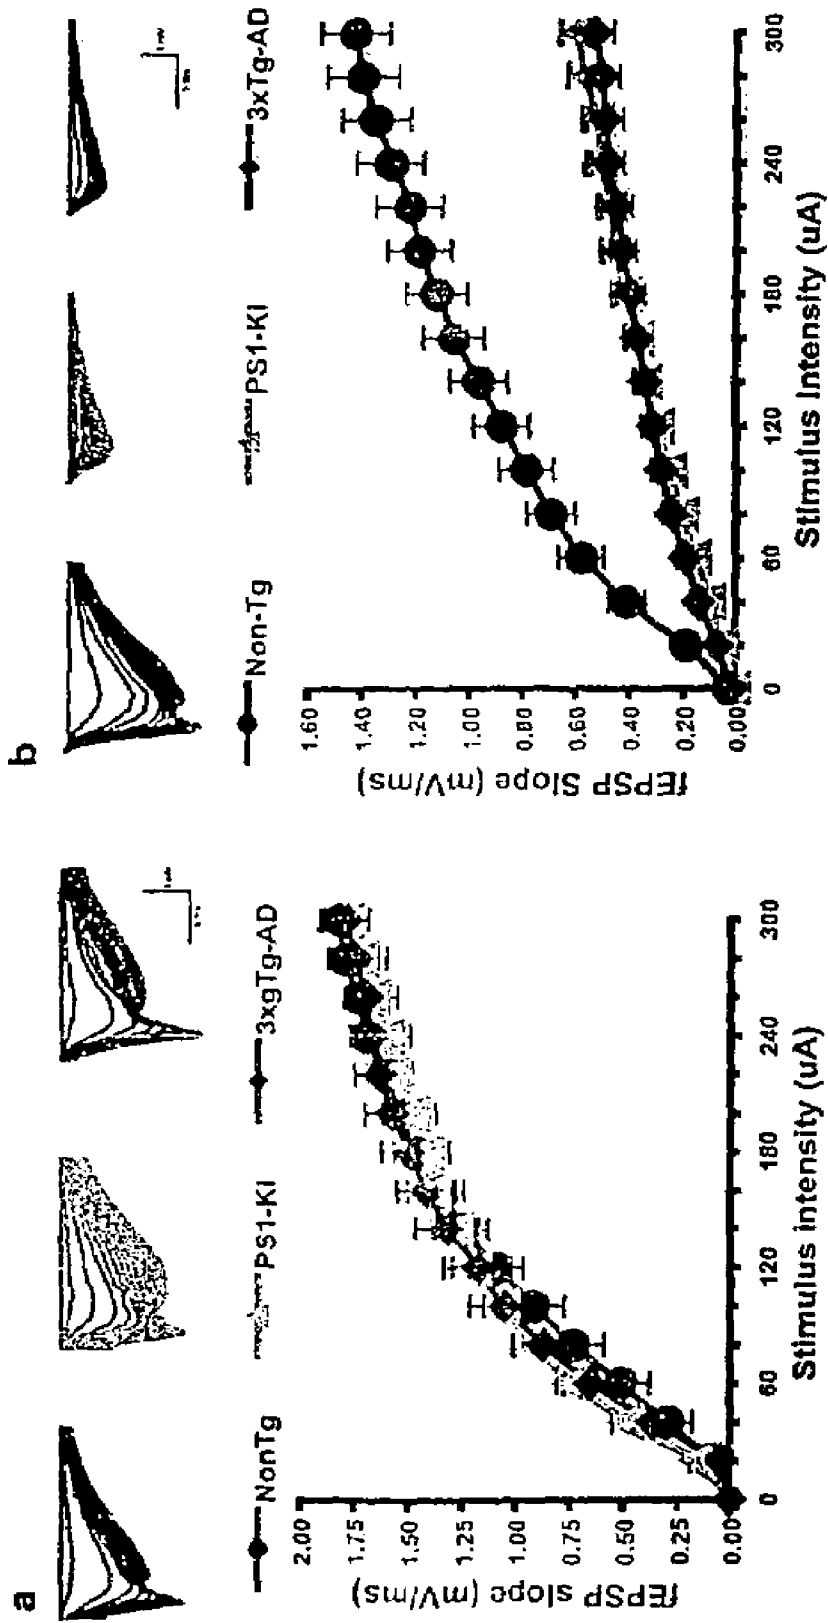 a
NonTg
PS1-KI
3xgTg-AD
fEPSP slope (mV/ms)
2.00
1.75
1.50
1.25
1.00
0.75
0.50
0.25
0.00
0 60 120 180 240 300
Stimulus intensity (uA)
b
Non-Tg
PS1-KI
3xTg-AD
fEPSP Slope (mV/ms)
1.60
1.40
1.20
1.00
0.80
0.60
0.40
0.20
0.00
0 60 120 180 240 300
Stimulus Intensity (uA)